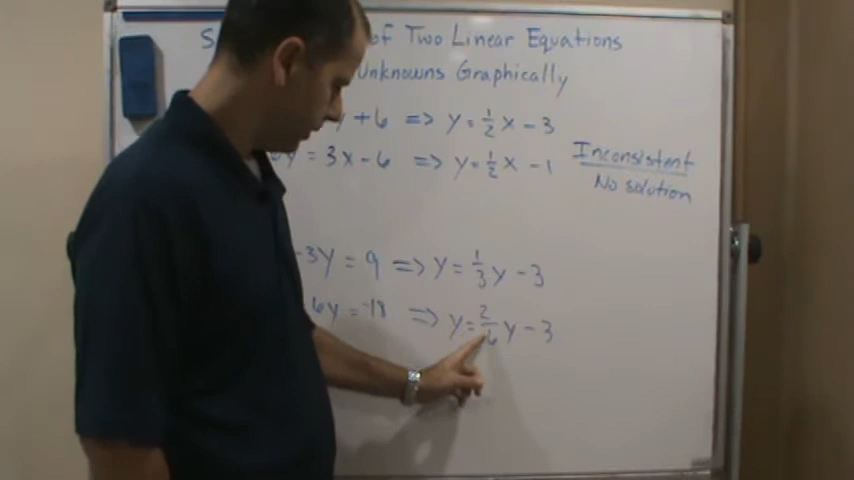 of Two Linear Equations
Unknowns Graphically
y + 6 => y = 1/2 x - 3
6y = 3x - 6 => y = 1/2 x - 1
Inconsistent
No solution
-3y = 9 => y = 1/3 y - 3
6y = -18 => y = 2/6 y - 3